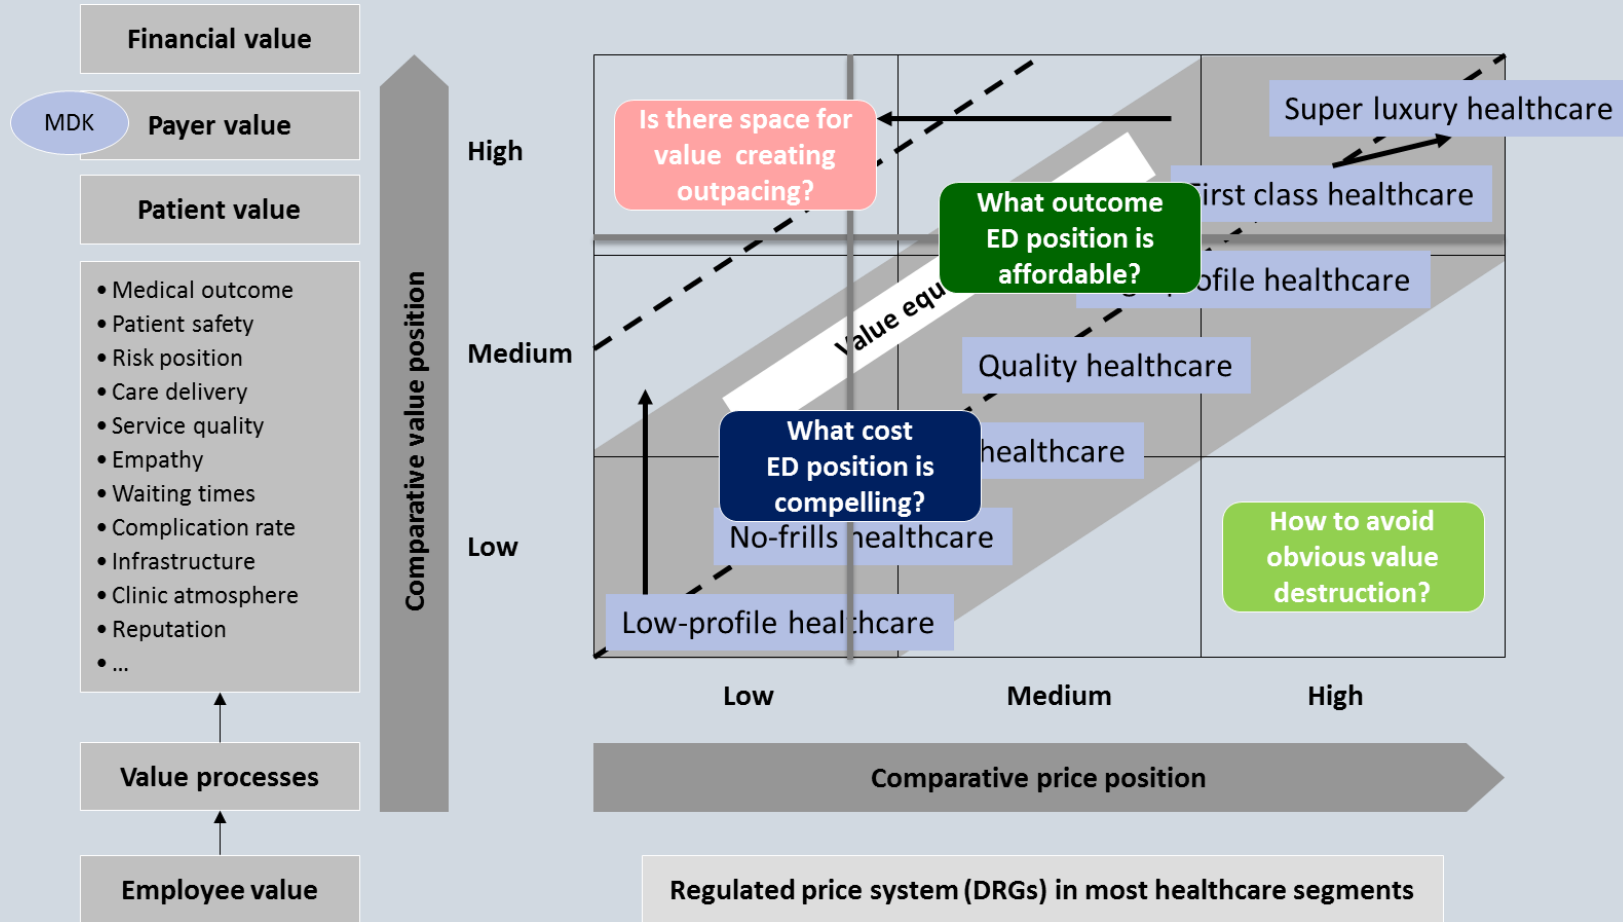 Financial value
MDK
Payer value
Patient value
• Medical outcome
• Patient safety
• Risk position
• Care delivery
• Service quality
• Empathy
• Waiting times
• Complication rate
• Infrastructure
• Clinic atmosphere
• Reputation
• ...
Value processes
Employee value
Comparative value position
High
Medium
Low
Is there space for
value creating
outpacing?
Super luxury healthcare
First class healthcare
What outcome
ED position is
affordable?
healthcare
Value
Quality healthcare
What cost
ED position is
compelling?
healthcare
No-frills healthcare
Low-profile healthcare
How to avoid
obvious value
destruction?
Low
Medium
High
Comparative price position
Regulated price system (DRGs) in most healthcare segments